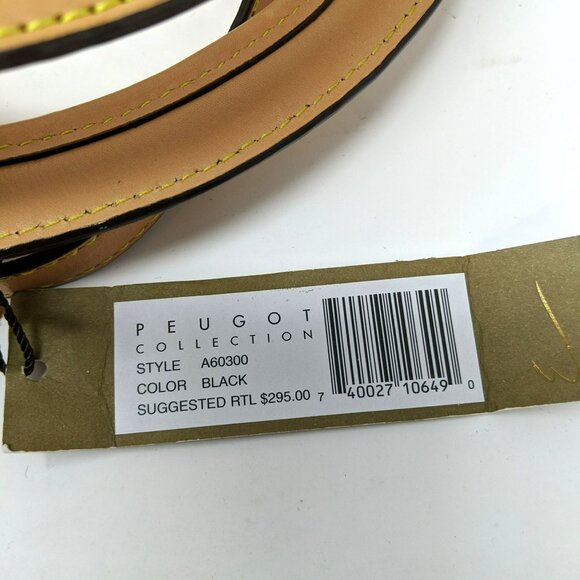 PEUGOT
COLLECTION
STYLE A60300
COLOR BLACK
SUGGESTED RTL $295.00
7 40027 10649 0